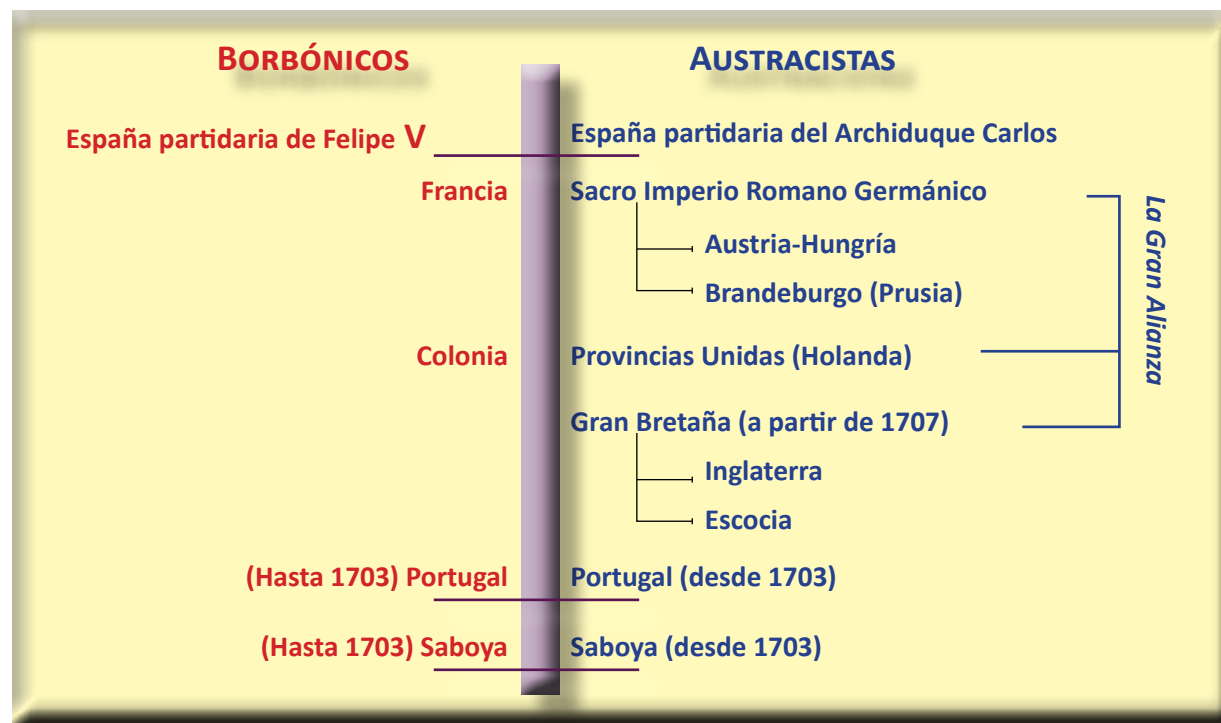 BORBÓNICOS
AUSTRACISTAS
España partidaria de Felipe V
España partidaria del Archiduque Carlos
Francia
Sacro Imperio Romano Germánico
Austria-Hungría
Brandeburgo (Prusia)
Colonia
Provincias Unidas (Holanda)
Gran Bretaña (a partir de 1707)
Inglaterra
Escocia
(Hasta 1703) Portugal
Portugal (desde 1703)
(Hasta 1703) Saboya
Saboya (desde 1703)
La Gran Alianza